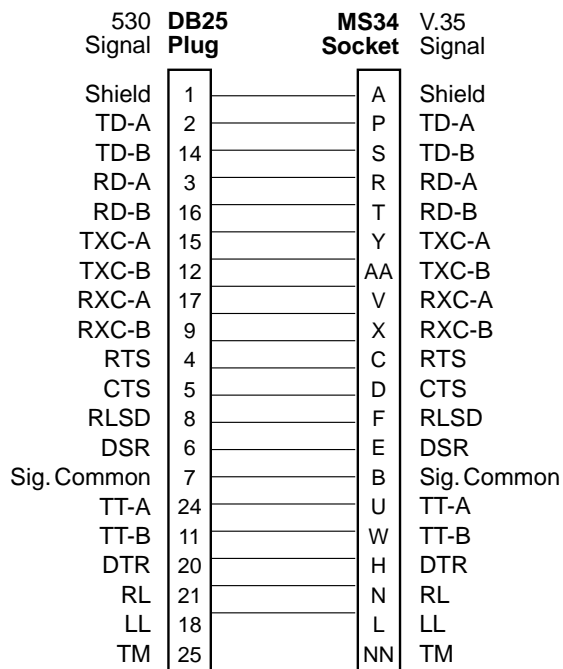 530 DB25 MS34 V.35
Signal Plug Socket Signal
Shield 1 A Shield
TD-A 2 P TD-A
TD-B 14 S TD-B
RD-A 3 R RD-A
RD-B 16 T RD-B
TXC-A 15 Y TXC-A
TXC-B 12 AA TXC-B
RXC-A 17 V RXC-A
RXC-B 9 X RXC-B
RTS 4 C RTS
CTS 5 D CTS
RLSD 8 F RLSD
DSR 6 E DSR
Sig. Common 7 B Sig. Common
TT-A 24 U TT-A
TT-B 11 W TT-B
DTR 20 H DTR
RL 21 N RL
LL 18 L LL
TM 25 NN TM